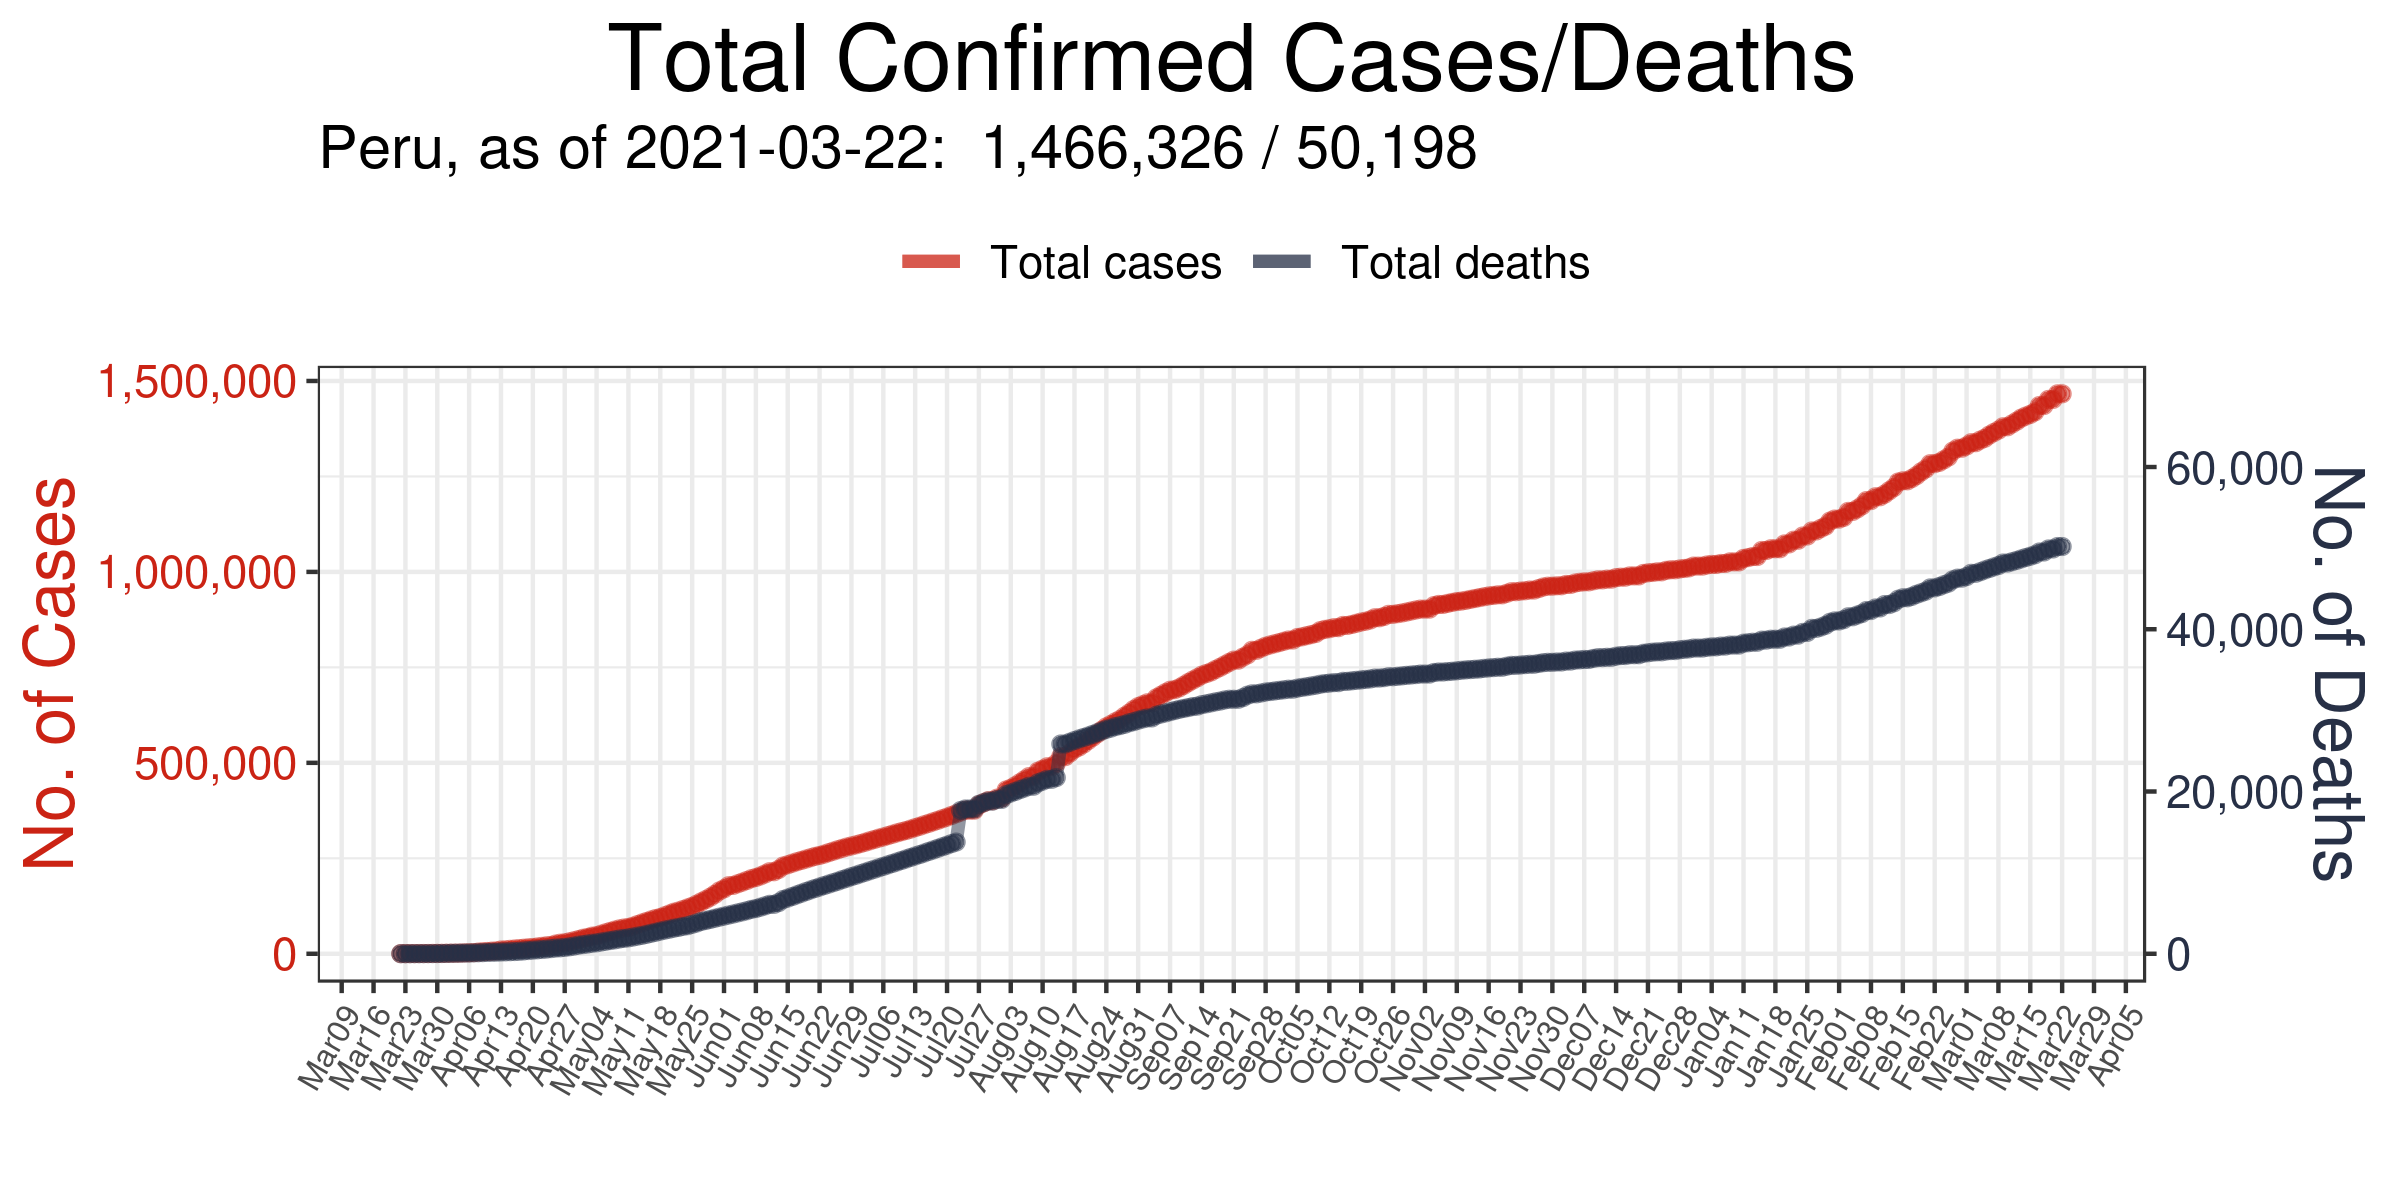 Total Confirmed Cases/Deaths
Peru, as of 2021-03-22:  1,466,326 / 50,198
Total cases
Total deaths
No. of Cases
1,500,000
1,000,000
500,000
0
60,000
40,000
20,000
0
No. of Deaths
Mar09
Mar16
Mar23
Mar30
Apr06
Apr13
Apr20
Apr27
May04
May11
May18
May25
Jun01
Jun08
Jun15
Jun22
Jun29
Jul06
Jul13
Jul20
Jul27
Aug03
Aug10
Aug17
Aug24
Aug31
Sep07
Sep14
Sep21
Sep28
Oct05
Oct12
Oct19
Oct26
Nov02
Nov09
Nov16
Nov23
Nov30
Dec07
Dec14
Dec21
Dec28
Jan04
Jan11
Jan18
Jan25
Feb01
Feb08
Feb15
Feb22
Mar01
Mar08
Mar15
Mar22
Mar29
Apr05